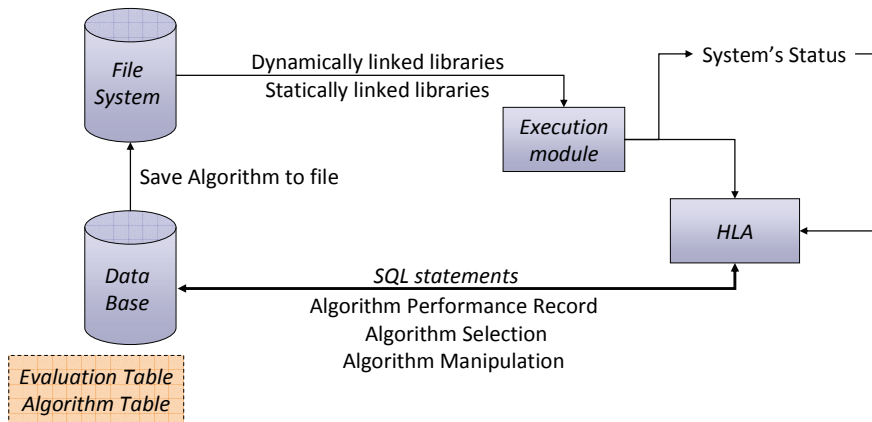 File
System
Dynamically linked libraries
Statically linked libraries
System’s Status
Execution
module
Save Algorithm to file
HLA
Data
Base
SQL statements
Algorithm Performance Record
Algorithm Selection
Algorithm Manipulation
Evaluation Table
Algorithm Table